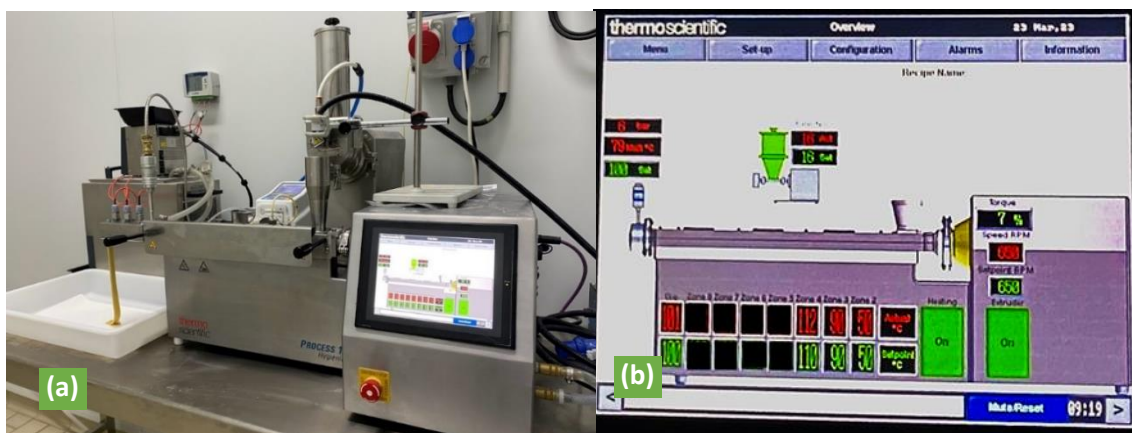 thermo
scientific
PROCESS 1
(a)
thermoscientific
Overview
23 Mar,23
Menu
Set-up
Configuration
Alarms
Information
Recipe Name
6 bar
79
100 Set
16 Act
16 Set
Torque
7 %
Speed RPM
650
Setpoint RPM
650
Die Zone 8 Zone 7 Zone 6 Zone 5 Zone 4 Zone 3 Zone 2
101 112 90 50 Actual °C
100 110 90 50 Setpoint °C
Heating
On
Extruder
On
(b)
<
Mute/Reset
09:19
>